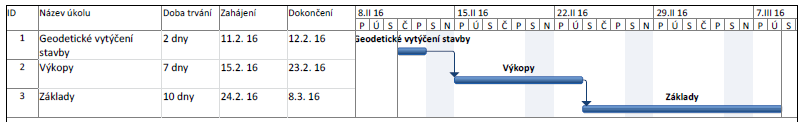 ID Název úkolu Doba trvání Zahájení Dokončení 8.II 16 15.II 16 22.II 16 29.II 16 7.III 16
P Ú S Č P S N P Ú S Č P S N P Ú S Č P S N P Ú S Č P S N P Ú S
1 Geodetické vytýčení stavby 2 dny 11.2. 16 12.2. 16 Geodetické vytýčení stavby
2 Výkopy 7 dny 15.2. 16 23.2. 16 Výkopy
3 Základy 10 dny 24.2. 16 8.3. 16 Základy